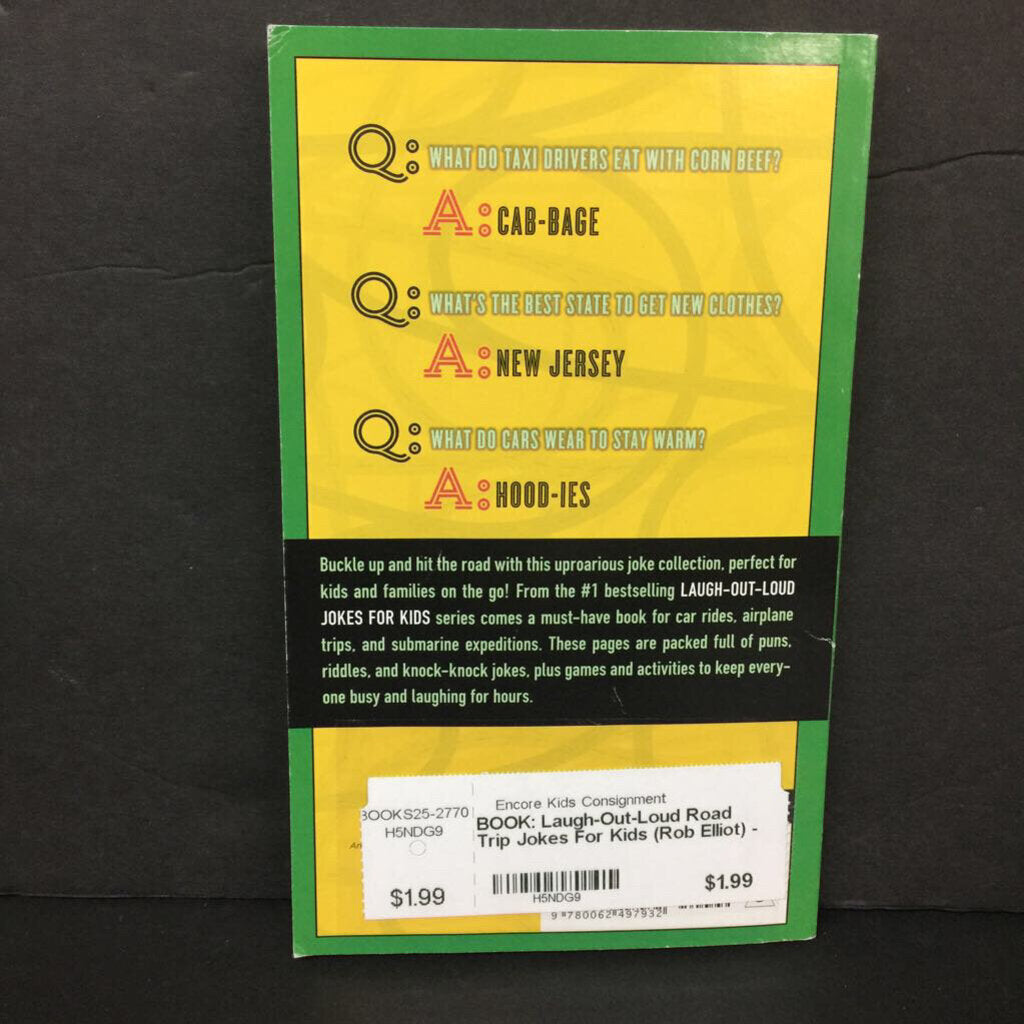 Q: WHAT DO TAXI DRIVERS EAT WITH CORN BEEF?
A: CAB-BAGE
Q: WHAT'S THE BEST STATE TO GET NEW CLOTHES?
A: NEW JERSEY
Q: WHAT DO CARS WEAR TO STAY WARM?
A: HOOD-IES
Buckle up and hit the road with this uproarious joke collection, perfect for
kids and families on the go! From the #1 bestselling LAUGH-OUT-LOUD
JOKES FOR KIDS series comes a must-have book for car rides, airplane
trips, and submarine expeditions. These pages are packed full of puns,
riddles, and knock-knock jokes, plus games and activities to keep every-
one busy and laughing for hours.
BOOKS25-2770
H5NDG9
$1.99
Encore Kids Consignment
BOOK: Laugh-Out-Loud Road
Trip Jokes For Kids (Rob Elliot) -
$1.99
H5NDG9
9 780062 497932